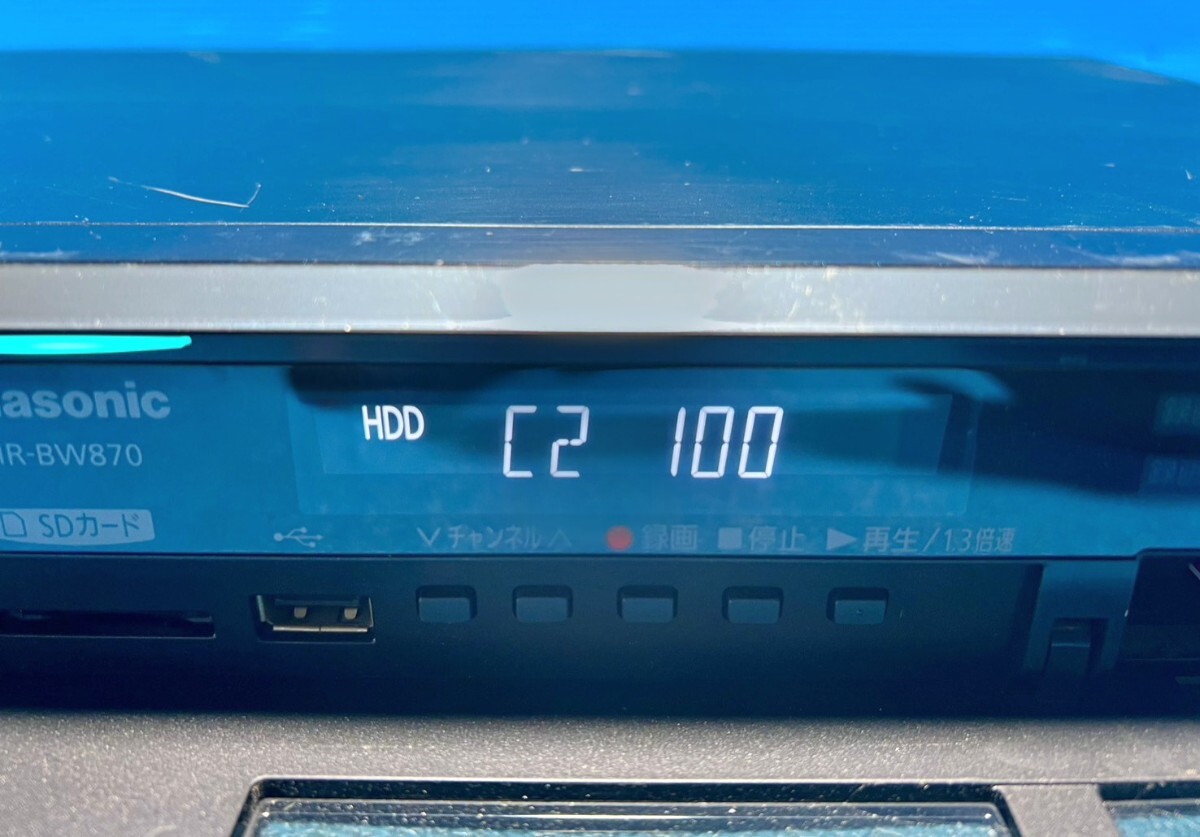 asonic
HDD C2 100
R-BW870
SDカード
∨チャンネル∧ ●録画 ■停止 ▶再生/1.3倍速